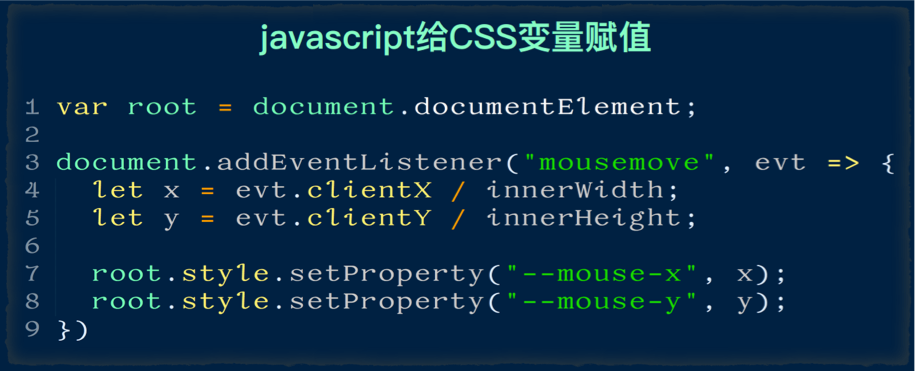 javascript给CSS变量赋值
1 var root = document.documentElement;
2
3 document.addEventListener("mousemove", evt => {
4   let x = evt.clientX / innerWidth;
5   let y = evt.clientY / innerHeight;
6
7   root.style.setProperty("--mouse-x", x);
8   root.style.setProperty("--mouse-y", y);
9 })